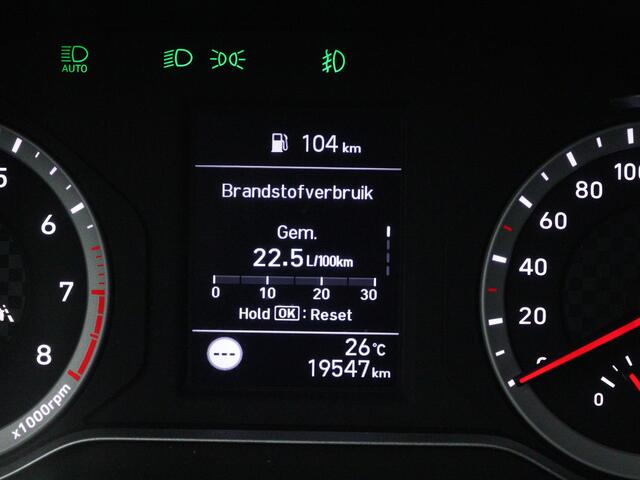 AUTO
104 km
Brandstofverbruik
Gem.
22.5 L/100km
0 10 20 30
Hold OK : Reset
---
26°C
19547 km
5
6
7
8
x1000rpm
100
80
60
40
20
0
0